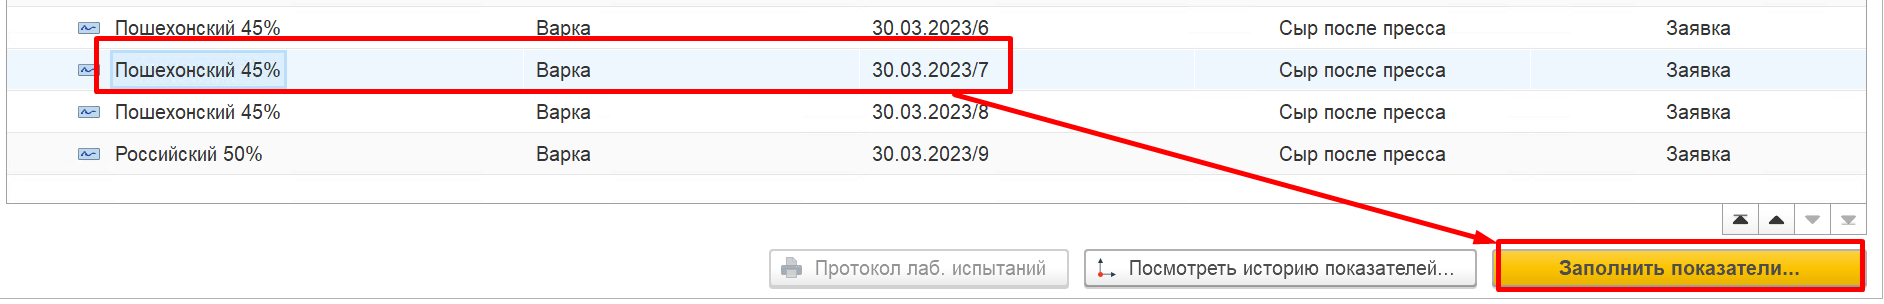 Пошехонский 45% Варка 30.03.2023/6 Сыр после пресса Заявка
Пошехонский 45% Варка 30.03.2023/7 Сыр после пресса Заявка
Пошехонский 45% Варка 30.03.2023/8 Сыр после пресса Заявка
Российский 50% Варка 30.03.2023/9 Сыр после пресса Заявка
Протокол лаб. испытаний Посмотреть историю показателей... Заполнить показатели...